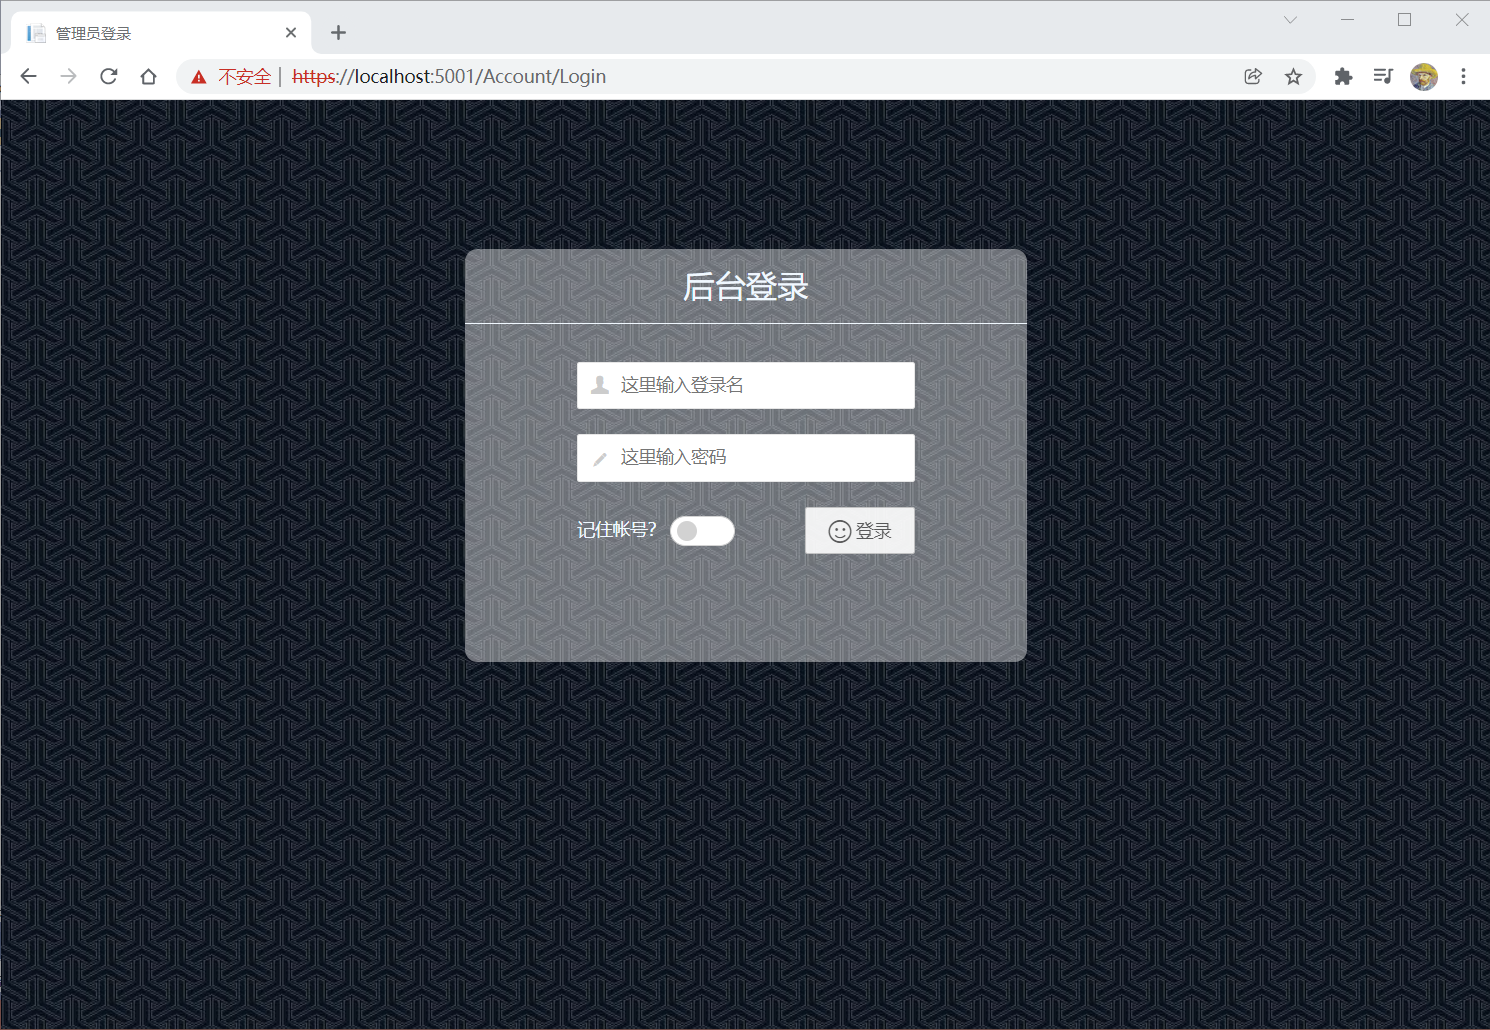 管理员登录
不安全 | https://localhost:5001/Account/Login
后台登录
这里输入登录名
这里输入密码
记住帐号?
登录